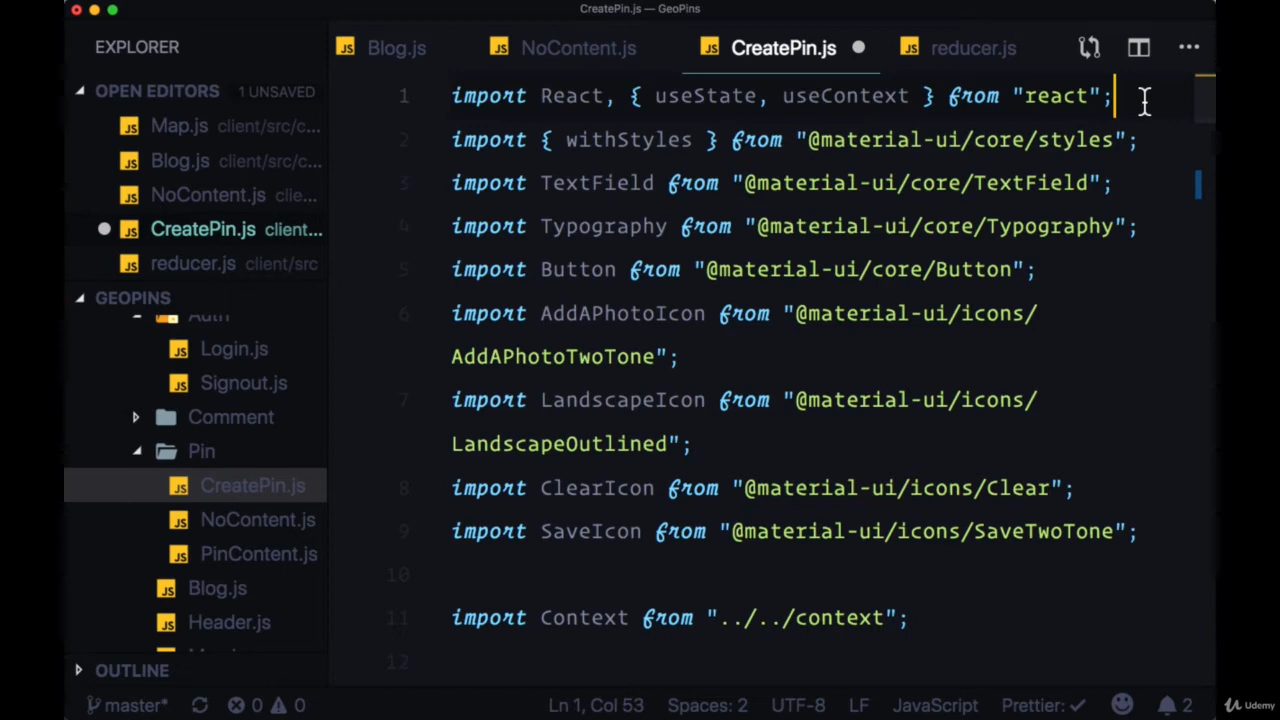 CreatePin.js — GeoPins
EXPLORER
OPEN EDITORS 1 UNSAVED
Map.js client/src/c...
Blog.js client/src/c...
NoContent.js clie...
CreatePin.js client...
reducer.js client/src
GEOPINS
Auth
Login.js
Signout.js
Comment
Pin
CreatePin.js
NoContent.js
PinContent.js
Blog.js
Header.js
OUTLINE
Blog.js NoContent.js CreatePin.js reducer.js
1 import React, { useState, useContext } from "react";
2 import { withStyles } from "@material-ui/core/styles";
3 import TextField from "@material-ui/core/TextField";
4 import Typography from "@material-ui/core/Typography";
5 import Button from "@material-ui/core/Button";
6 import AddAPhotoIcon from "@material-ui/icons/
AddAPhotoTwoTone";
7 import LandscapeIcon from "@material-ui/icons/
LandscapeOutlined";
8 import ClearIcon from "@material-ui/icons/Clear";
9 import SaveIcon from "@material-ui/icons/SaveTwoTone";
10
11 import Context from "../../context";
12
master* 0 0 Ln 1, Col 53 Spaces: 2 UTF-8 LF JavaScript Prettier: ✓ 2
Udemy